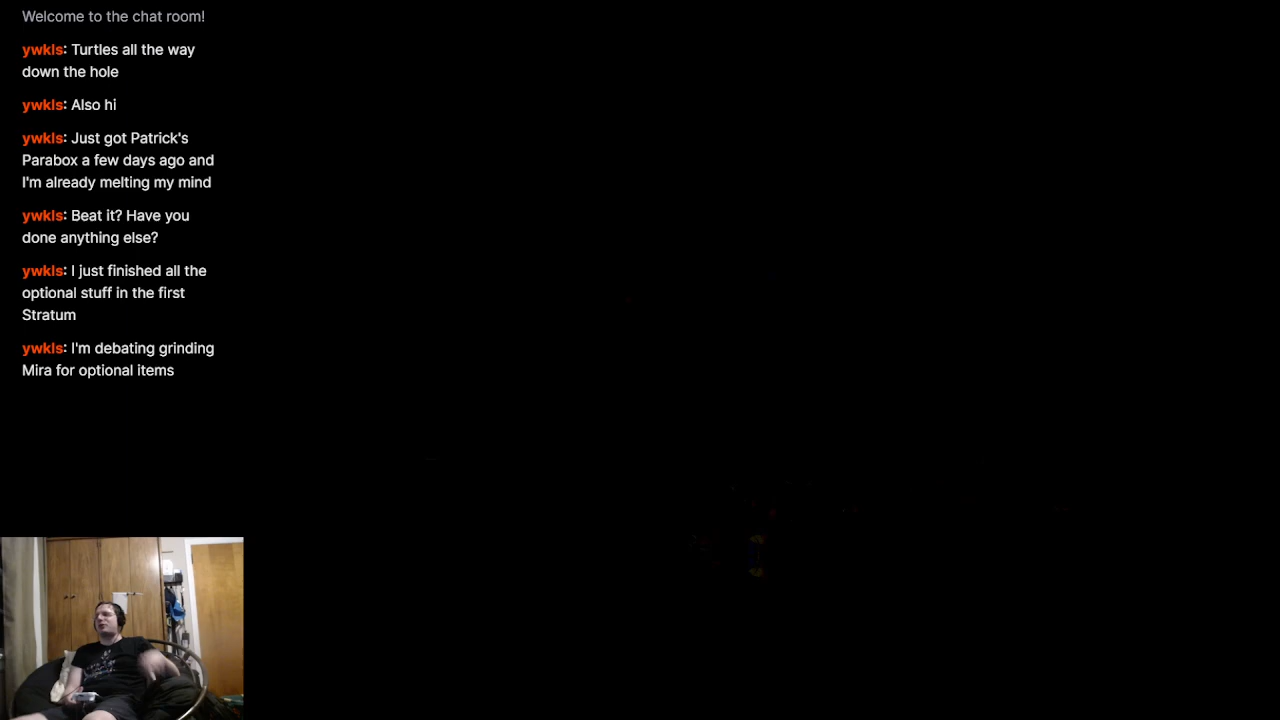 Welcome to the chat room!
ywkls: Turtles all the way
down the hole
ywkls: Also hi
ywkls: Just got Patrick's
Parabox a few days ago and
I'm already melting my mind
ywkls: Beat it? Have you
done anything else?
ywkls: I just finished all the
optional stuff in the first
Stratum
ywkls: I'm debating grinding
Mira for optional items